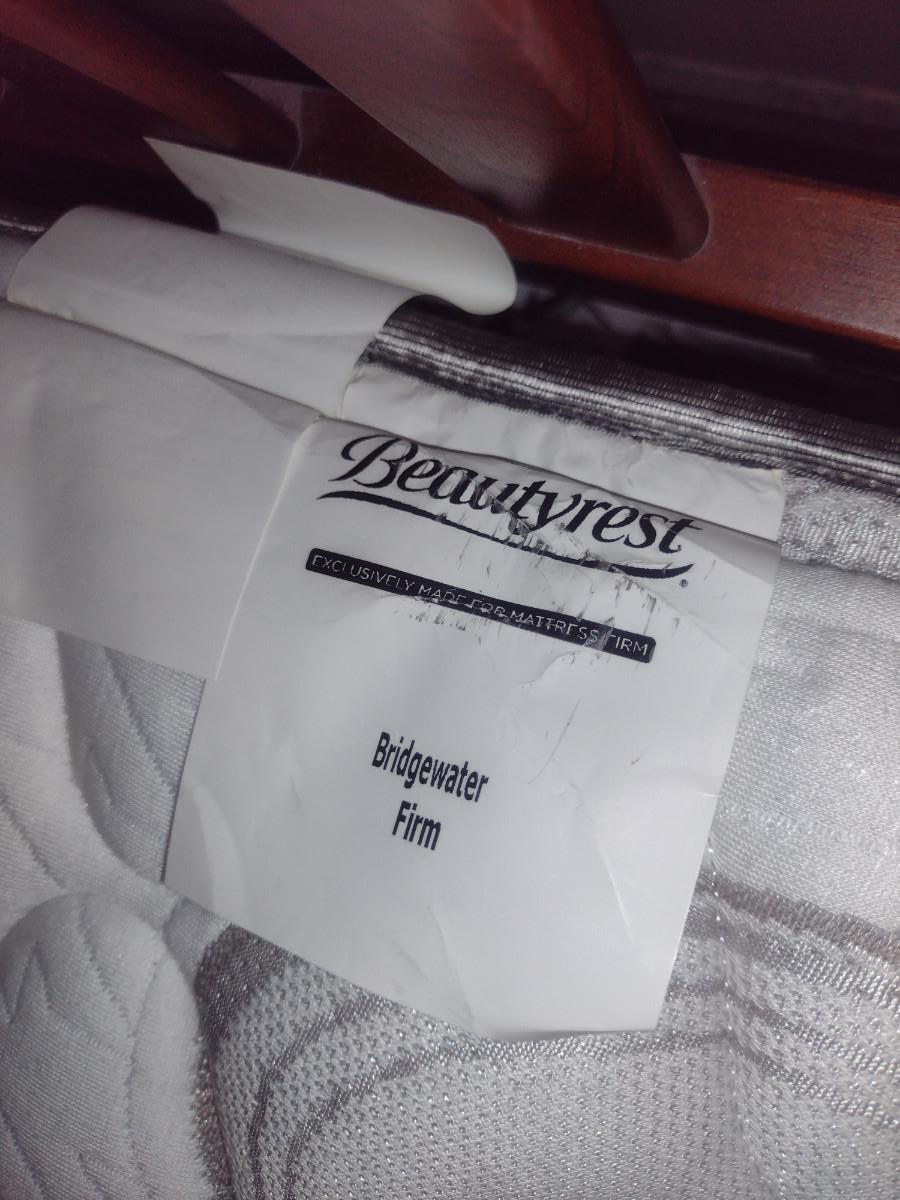 Beautyrest®
EXCLUSIVELY MADE FOR MATTRESS FIRM
Bridgewater
Firm